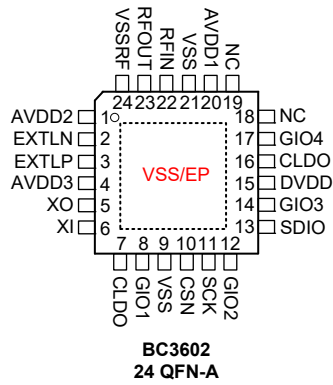 VSSRF
RFOUT
RFIN
VSS
AVDD1
NC
24 23 22 21 20 19
AVDD2 1 18 NC
EXTLN 2 17 GIO4
EXTLP 3 16 CLDO
VSS/EP
AVDD3 4 15 DVDD
XO 5 14 GIO3
XI 6 13 SDIO
7 8 9 10 11 12
CLDO
GIO1
VSS
CSN
SCK
GIO2
BC3602
24 QFN-A